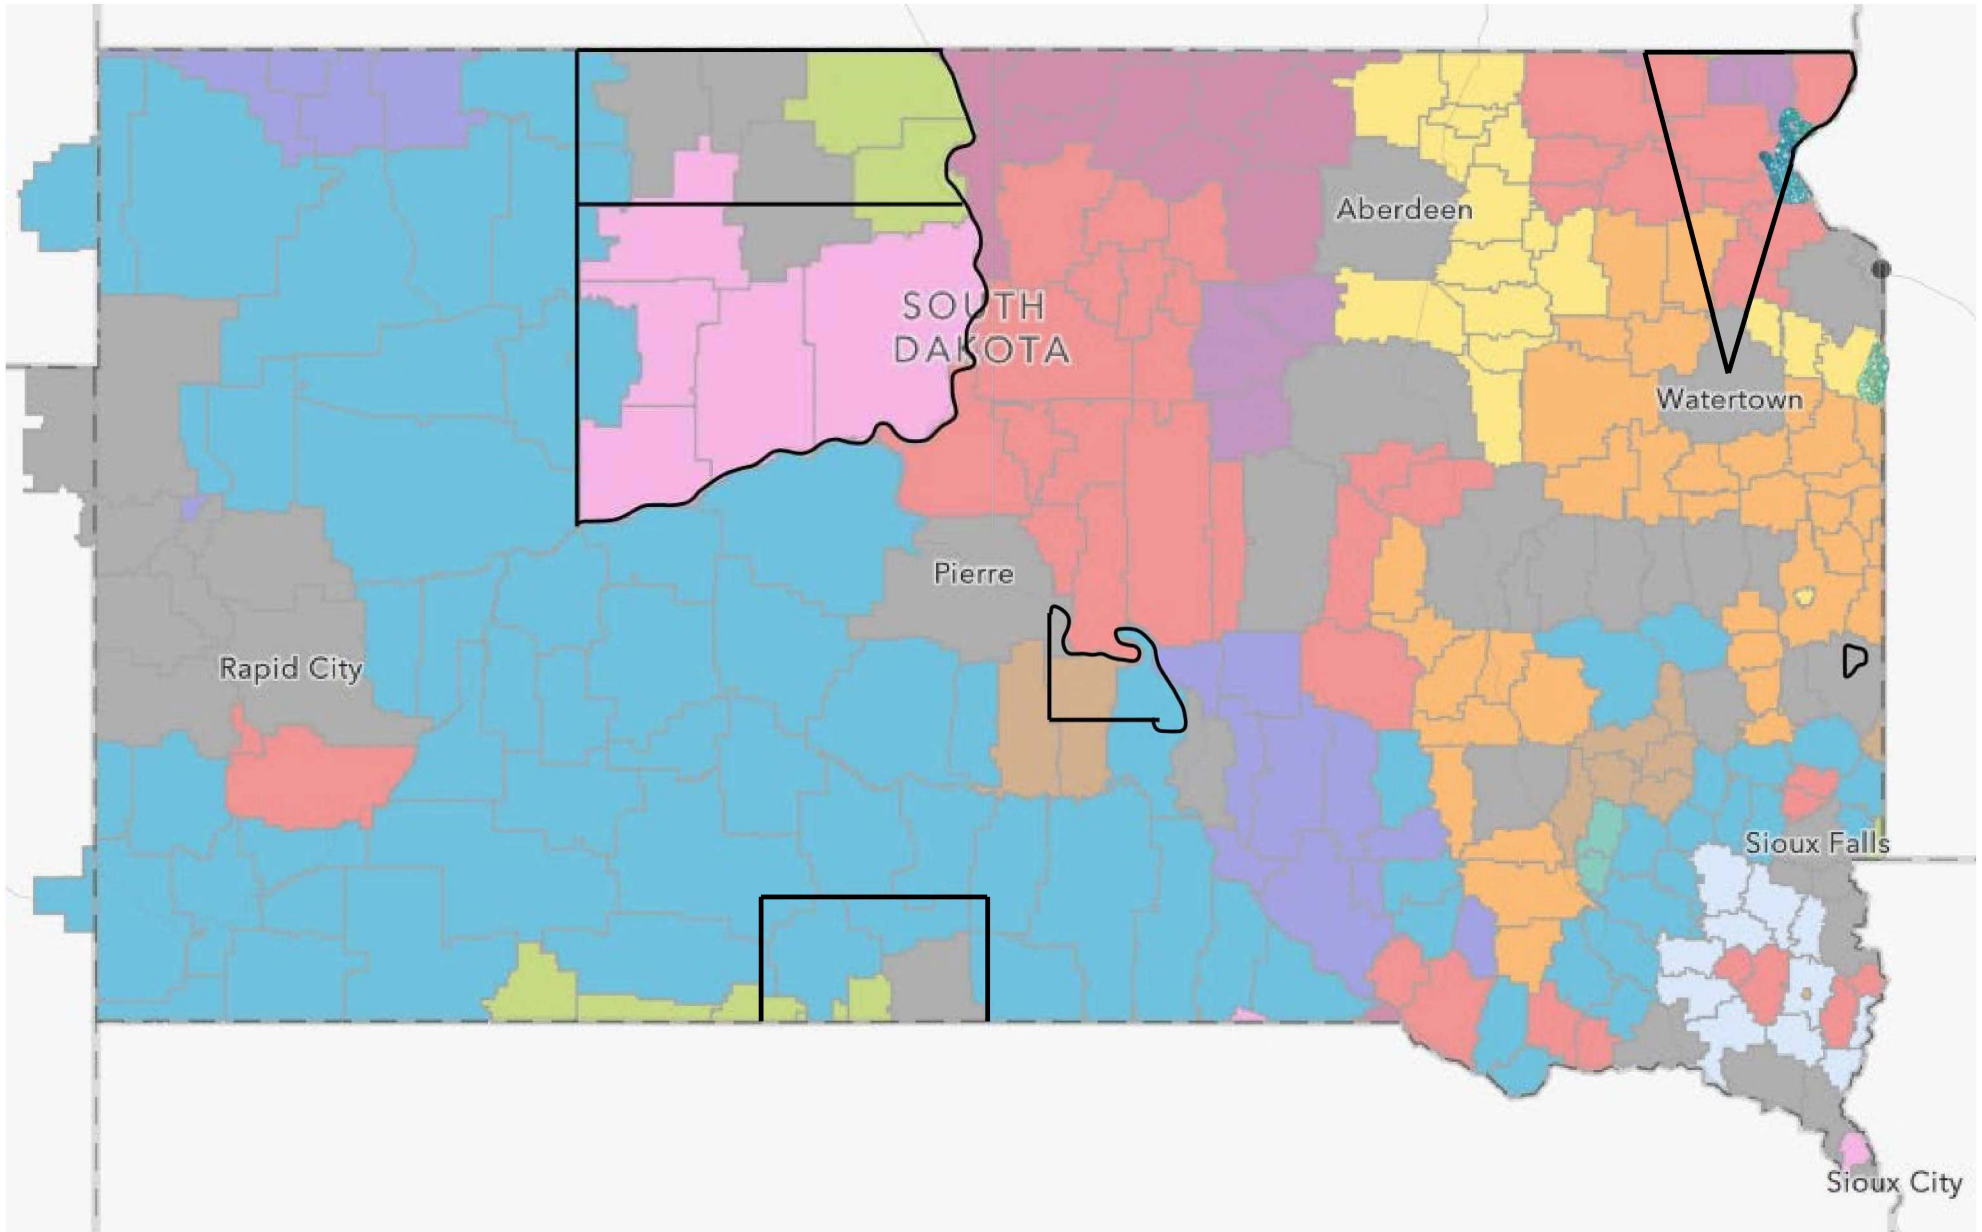 Aberdeen
SOUTH
DAKOTA
Watertown
Pierre
Rapid City
Sioux Falls
Sioux City